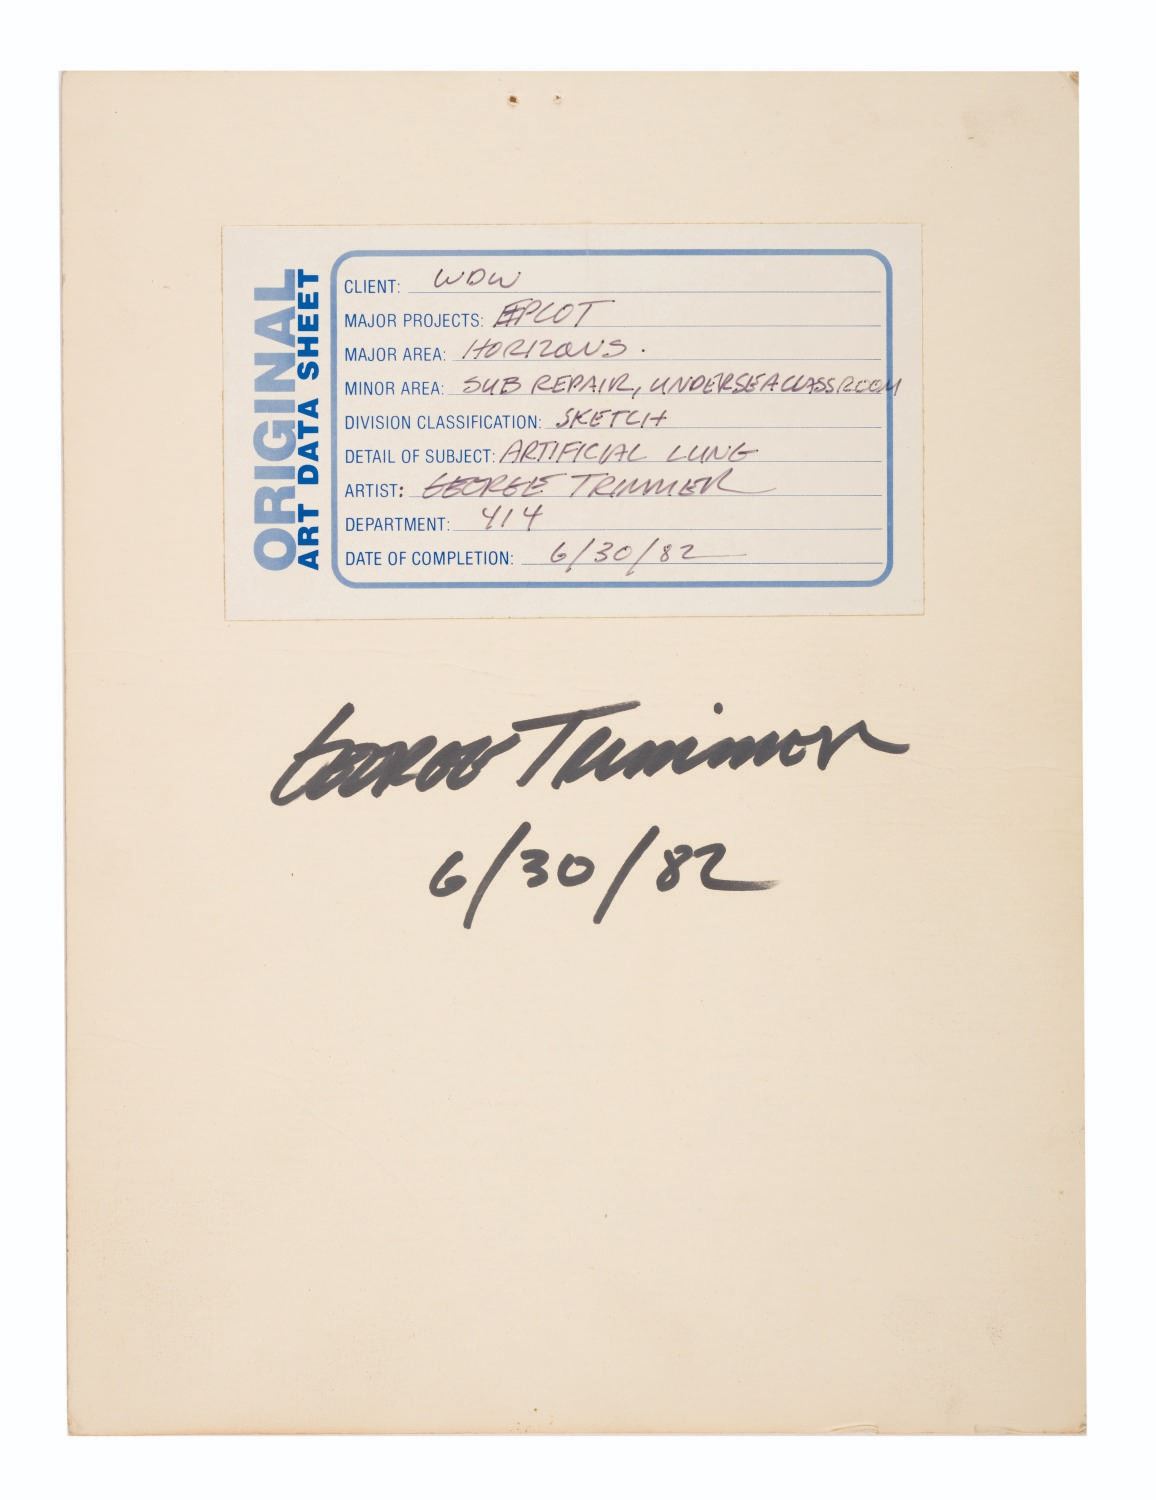 ORIGINAL
ART DATA SHEET
CLIENT: WDW
MAJOR PROJECTS: EPCOT
MAJOR AREA: HORIZONS.
MINOR AREA: SUB REPAIR, UNDERSEA CLASSROOM
DIVISION CLASSIFICATION: SKETCH
DETAIL OF SUBJECT: ARTIFICIAL LUNG
ARTIST: GEORGE TRIMMER
DEPARTMENT: 414
DATE OF COMPLETION: 6/30/82
George Trimmer
6/30/82